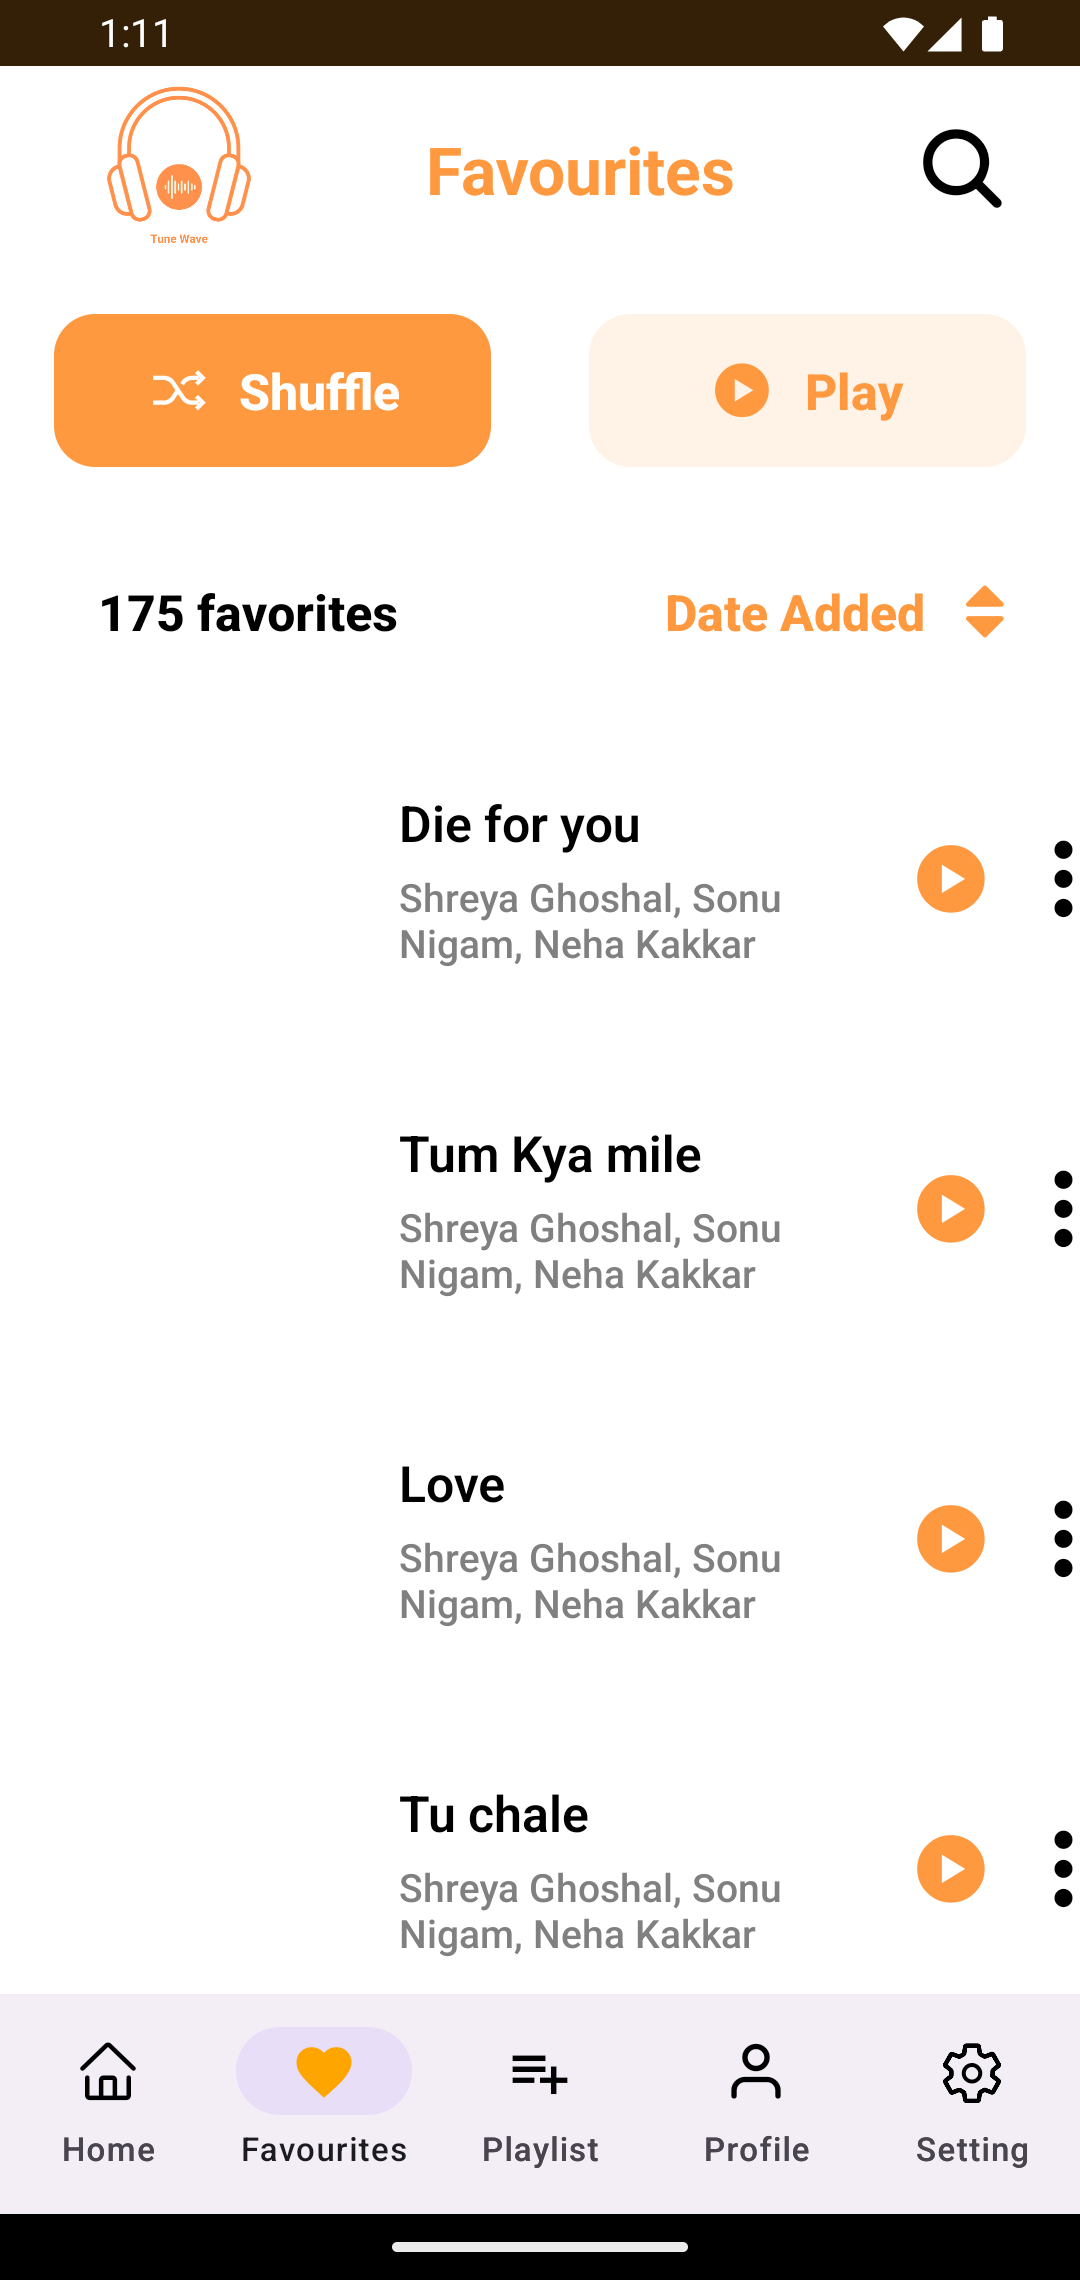 1:11
Tune Wave
Favourites
Shuffle
Play
175 favorites
Date Added
Die for you
Shreya Ghoshal, Sonu
Nigam, Neha Kakkar
Tum Kya mile
Shreya Ghoshal, Sonu
Nigam, Neha Kakkar
Love
Shreya Ghoshal, Sonu
Nigam, Neha Kakkar
Tu chale
Shreya Ghoshal, Sonu
Nigam, Neha Kakkar
Home
Favourites
Playlist
Profile
Setting